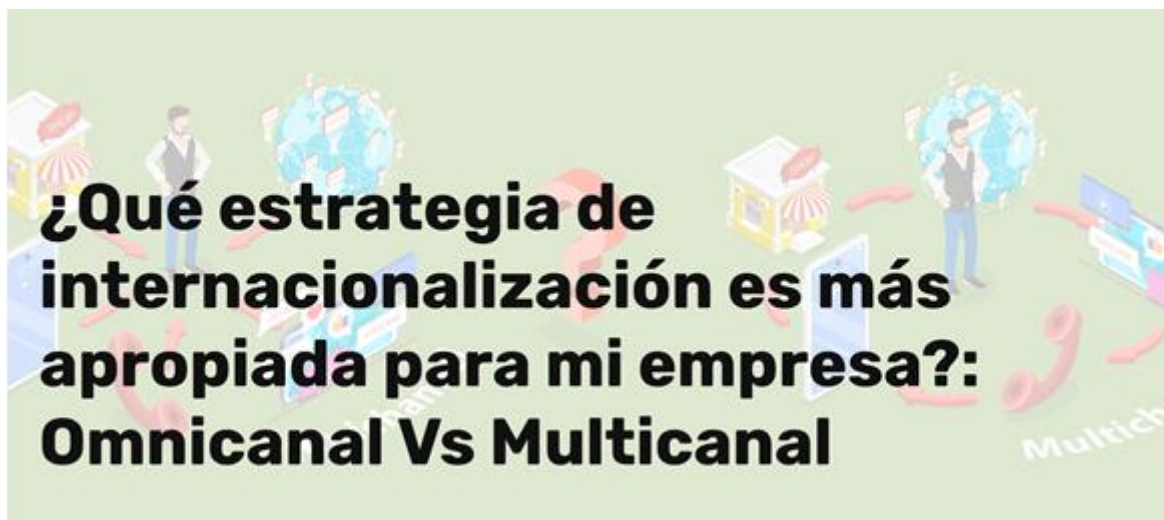 ¿Qué estrategia de
internacionalización es más
apropiada para mi empresa?:
Omnicanal Vs Multicanal